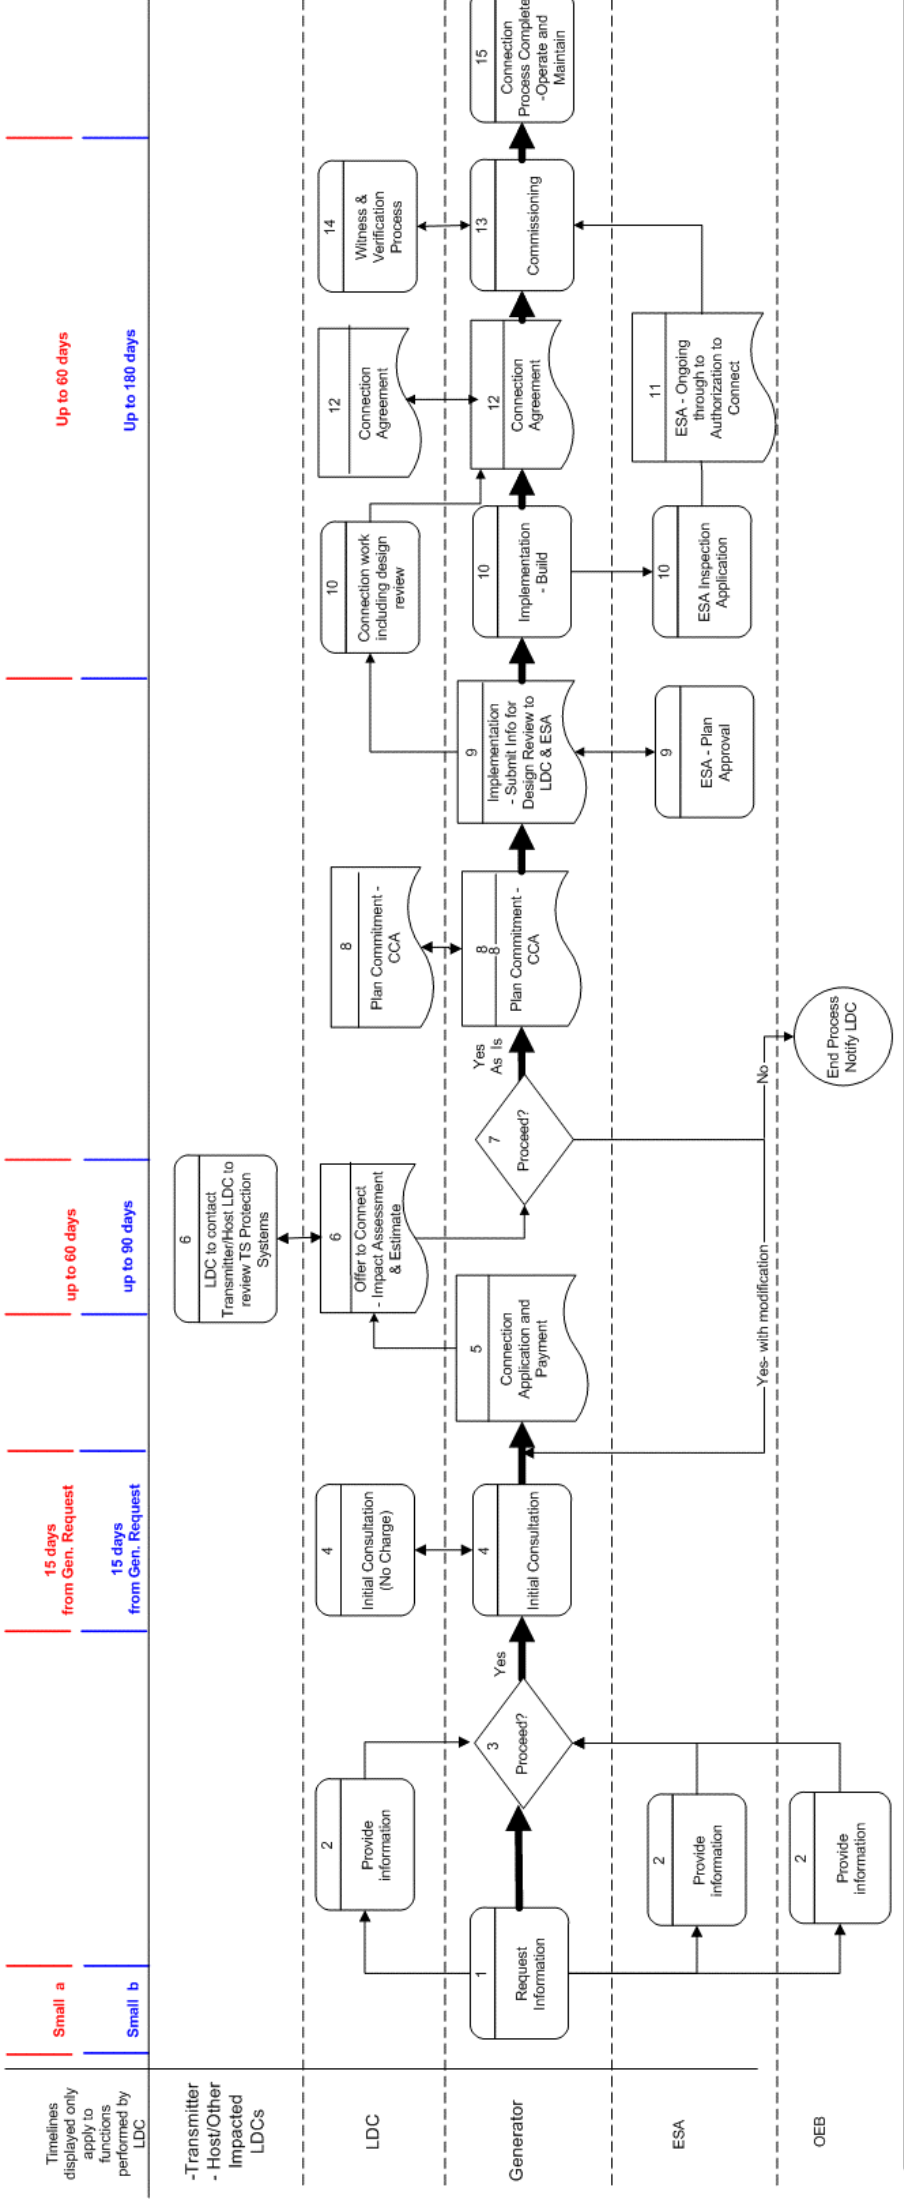 Timelines
displayed only
apply to
functions
performed by
LDC
Small a
Small b
15 days
from Gen. Request
15 days
from Gen. Request
up to 60 days
up to 90 days
Up to 60 days
Up to 180 days
-Transmitter
- Host/Other
Impacted
LDCs
6
LDC to contact
Transmitter/Host LDC to
review TS Protection
Systems
LDC
2
Provide
information
4
Initial Consultation
(No Charge)
6
Offer to Connect
- Impact Assessment
& Estimate
8
Plan Commitment -
CCA
10
Connection work
including design
review
12
Connection
Agreement
14
Witness &
Verification
Process
Generator
1
Request
Information
3
Proceed?
Yes
4
Initial Consultation
5
Connection
Application and
Payment
7
Proceed?
Yes
As Is
8
8
Plan Commitment -
CCA
9
Implementation
- Submit Info for
Design Review to
LDC & ESA
10
Implementation
- Build
12
Connection
Agreement
13
Commissioning
15
Connection
Process Complete
-Operate and
Maintain
ESA
2
Provide
information
Yes- with modification
No
9
ESA - Plan
Approval
10
ESA Inspection
Application
11
ESA - Ongoing
through to
Authorization to
Connect
OEB
2
Provide
information
End Process
Notify LDC